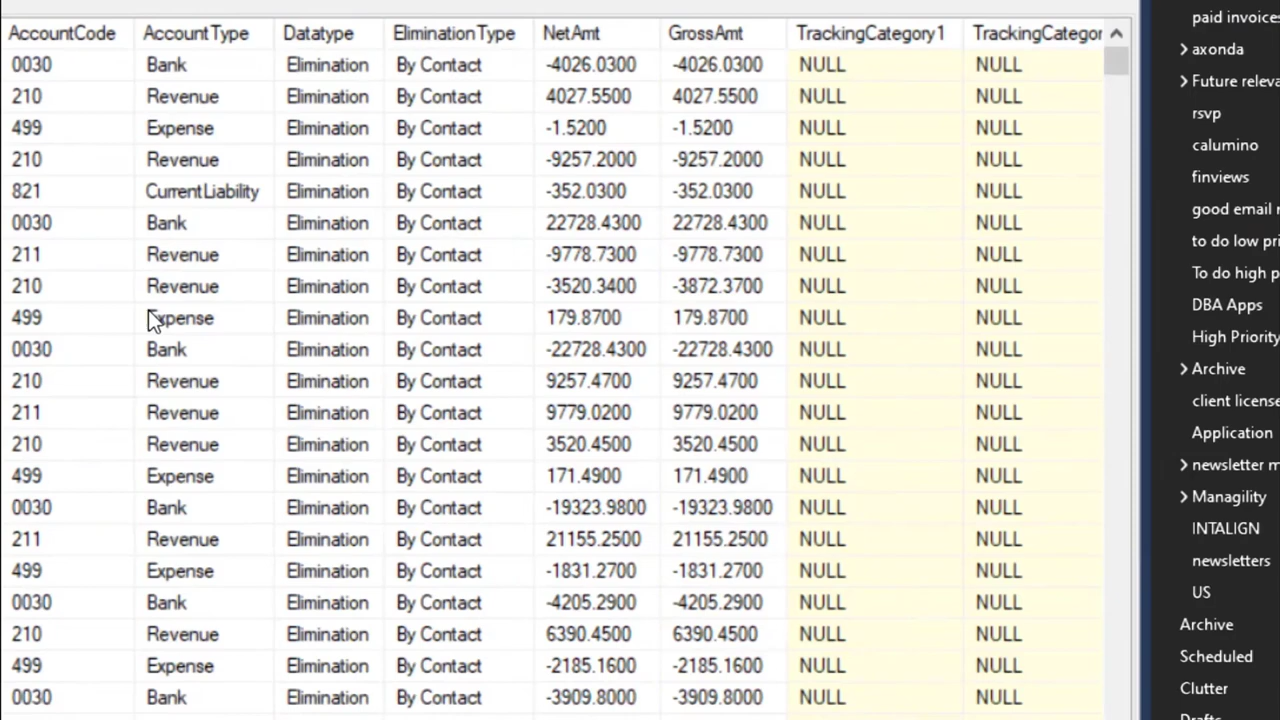 AccountCode AccountType Datatype EliminationType NetAmt GrossAmt TrackingCategory1 TrackingCategor
0030 Bank Elimination By Contact -4026.0300 -4026.0300 NULL NULL
210 Revenue Elimination By Contact 4027.5500 4027.5500 NULL NULL
499 Expense Elimination By Contact -1.5200 -1.5200 NULL NULL
210 Revenue Elimination By Contact -9257.2000 -9257.2000 NULL NULL
821 CurrentLiability Elimination By Contact -352.0300 -352.0300 NULL NULL
0030 Bank Elimination By Contact 22728.4300 22728.4300 NULL NULL
211 Revenue Elimination By Contact -9778.7300 -9778.7300 NULL NULL
210 Revenue Elimination By Contact -3520.3400 -3872.3700 NULL NULL
499 Expense Elimination By Contact 179.8700 179.8700 NULL NULL
0030 Bank Elimination By Contact -22728.4300 -22728.4300 NULL NULL
210 Revenue Elimination By Contact 9257.4700 9257.4700 NULL NULL
211 Revenue Elimination By Contact 9779.0200 9779.0200 NULL NULL
210 Revenue Elimination By Contact 3520.4500 3520.4500 NULL NULL
499 Expense Elimination By Contact 171.4900 171.4900 NULL NULL
0030 Bank Elimination By Contact -19323.9800 -19323.9800 NULL NULL
211 Revenue Elimination By Contact 21155.2500 21155.2500 NULL NULL
499 Expense Elimination By Contact -1831.2700 -1831.2700 NULL NULL
0030 Bank Elimination By Contact -4205.2900 -4205.2900 NULL NULL
210 Revenue Elimination By Contact 6390.4500 6390.4500 NULL NULL
499 Expense Elimination By Contact -2185.1600 -2185.1600 NULL NULL
0030 Bank Elimination By Contact -3909.8000 -3909.8000 NULL NULL
paid invoices
axonda
Future releva
rsvp
calumino
finviews
good email r
to do low pri
To do high p
DBA Apps
High Priority
Archive
client license
Application
newsletter m
Managility
INTALIGN
newsletters
US
Archive
Scheduled
Clutter
Drafts